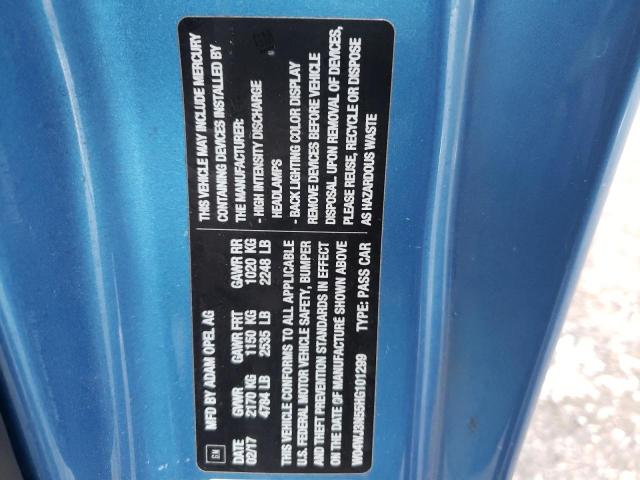 GM
MFD BY ADAM OPEL AG
DATE GVWR GAWR FRT GAWR RR
02/17 2170 KG 1150 KG 1020 KG
4784 LB 2535 LB 2248 LB
THIS VEHICLE CONFORMS TO ALL APPLICABLE
U.S. FEDERAL MOTOR VEHICLE SAFETY, BUMPER
AND THEFT PREVENTION STANDARDS IN EFFECT
ON THE DATE OF MANUFACTURE SHOWN ABOVE
W04WJ3N55HG101299 TYPE: PASS CAR
THIS VEHICLE MAY INCLUDE MERCURY
CONTAINING DEVICES INSTALLED BY
THE MANUFACTURER:
- HIGH INTENSITY DISCHARGE
HEADLAMPS
- BACK LIGHTING COLOR DISPLAY
REMOVE DEVICES BEFORE VEHICLE
DISPOSAL. UPON REMOVAL OF DEVICES,
PLEASE REUSE, RECYCLE OR DISPOSE
AS HAZARDOUS WASTE